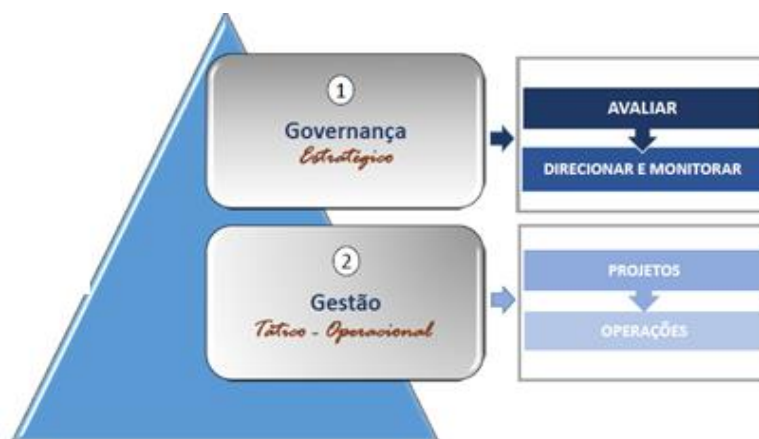 1
Governança
Estratégico
AVALIAR
DIRECIONAR E MONITORAR
2
Gestão
Tático - Operacional
PROJETOS
OPERAÇÕES